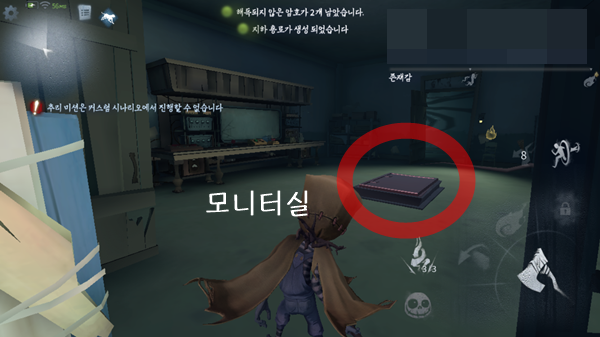 56ms
해독되지 않은 암호가 2개 남았습니다.
지하 통로가 생성 되었습니다
존재감
추리 미션은 커스텀 시나리오에서 진행할 수 없습니다
8
모니터실
3/3